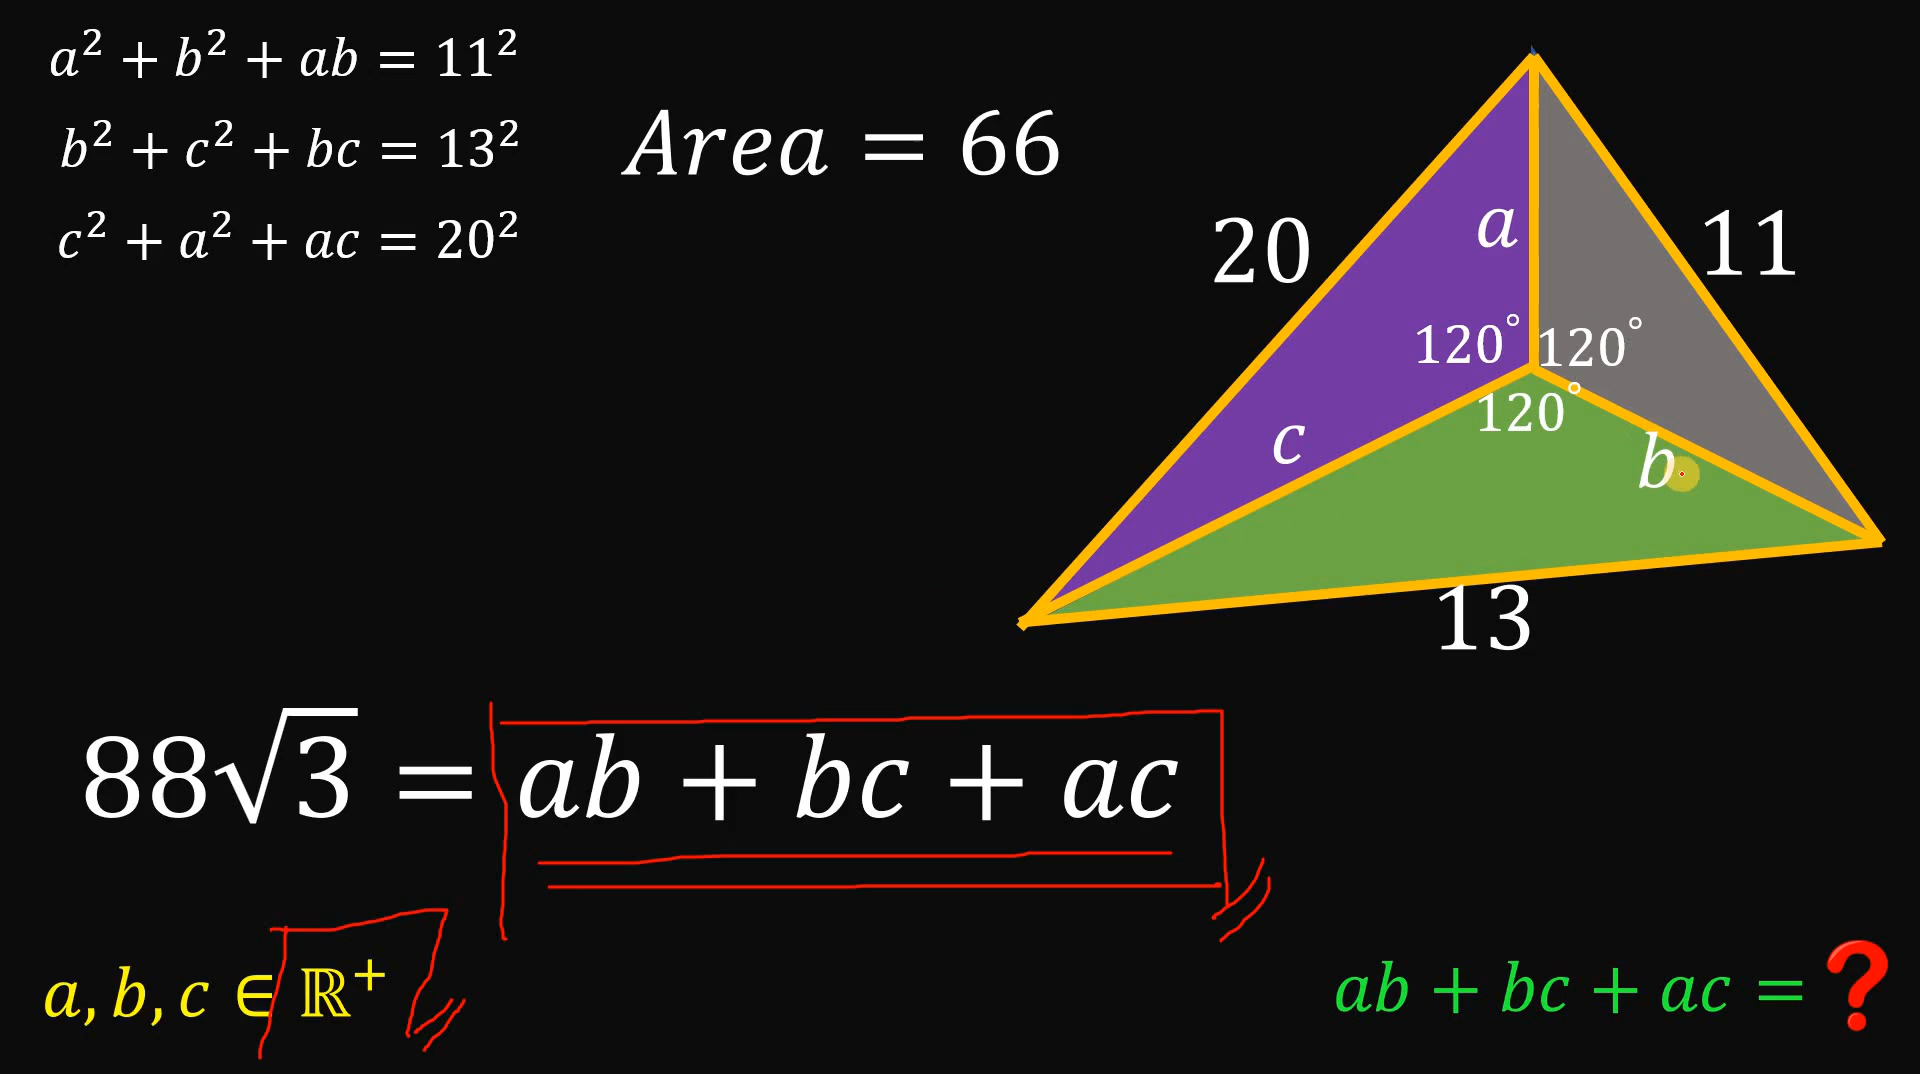 a² + b² + ab = 11²
b² + c² + bc = 13²
c² + a² + ac = 20²
Area = 66
20
a
11
120°
120°
120°
c
b
13
88√3 = ab + bc + ac
a, b, c ∈ ℝ⁺
ab + bc + ac = ❓